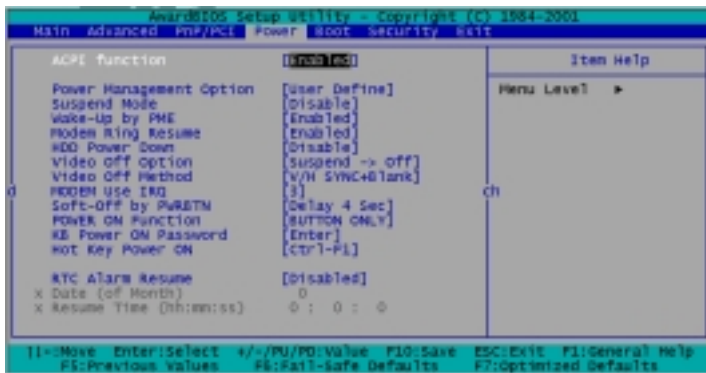 AwardBIOS Setup Utility - Copyright (C) 1984-2001
Main Advanced PnP/PCI Power Boot Security Exit
ACPI function [Enabled]
Item Help
Power Management Option [User Define]
Menu Level ►
Suspend Mode [Disable]
Wake-Up by PME [Enabled]
Modem Ring Resume [Enabled]
HDD Power Down [Disable]
Video Off Option [Suspend -> Off]
Video Off Method [V/H SYNC+Blank]
d MODEM Use IRQ [3] ch
Soft-Off by PWRBTN [Delay 4 Sec]
POWER ON Function [BUTTON ONLY]
KB Power ON Password [Enter]
Hot Key Power ON [Ctrl-F1]
RTC Alarm Resume [Disabled]
x Date (of Month) 0
x Resume Time (hh:mm:ss) 0 : 0 : 0
:Move Enter:Select +/-/PU/PD:Value F10:Save ESC:Exit F1:General Help
F5:Previous Values F6:Fail-Safe Defaults F7:Optimized Defaults